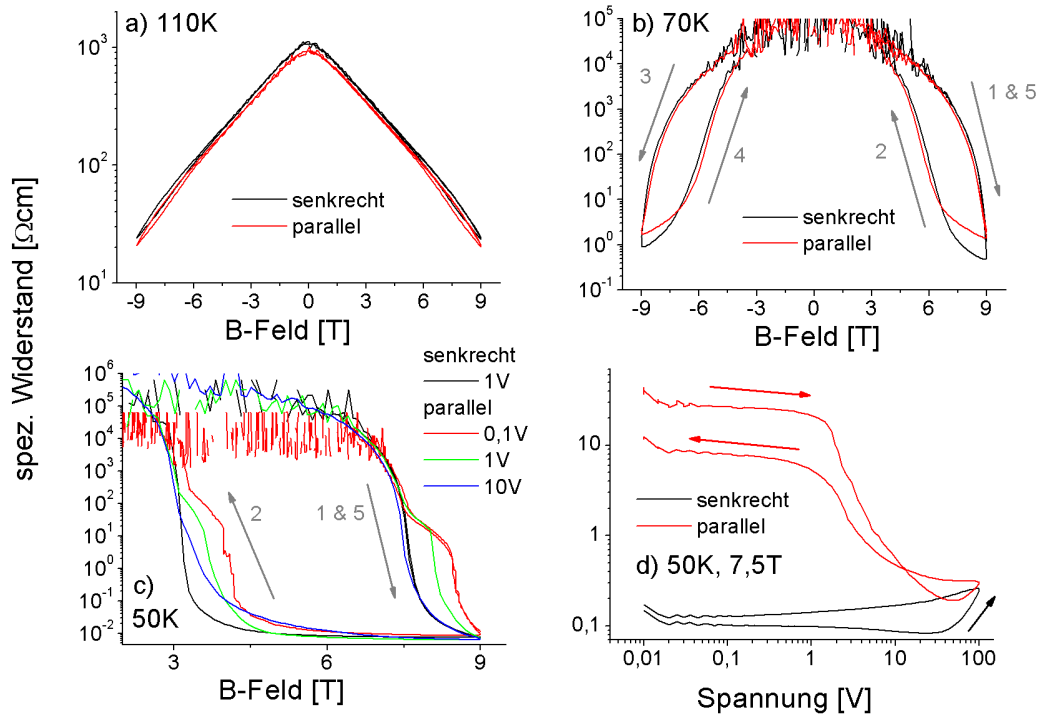 spez. Widerstand [Ωcm]
a) 110K
10³
10²
10¹
senkrecht
parallel
-9 -6 -3 0 3 6 9
B-Feld [T]
b) 70K
10⁵
10⁴
10³
10²
10¹
10⁰
10⁻¹
3
4
2
1 & 5
senkrecht
parallel
-9 -6 -3 0 3 6 9
B-Feld [T]
10⁶
10⁵
10⁴
10³
10²
10¹
10⁰
10⁻¹
10⁻²
2
1 & 5
c)
50K
senkrecht
1V
parallel
0,1V
1V
10V
3 6 9
B-Feld [T]
10
1
0,1
senkrecht
parallel
d) 50K, 7,5T
0,01 0,1 1 10 100
Spannung [V]